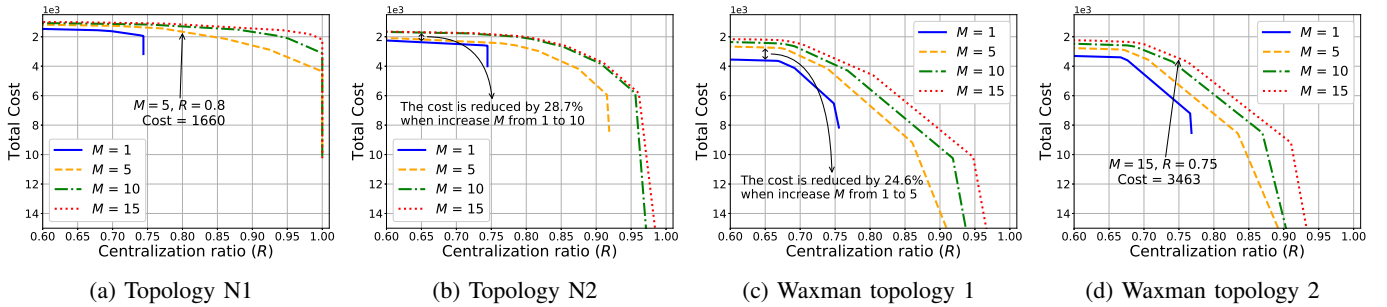 1e3
2
4
6
8
10
12
14
Total Cost
M = 5, R = 0.8
Cost = 1660
M = 1
M = 5
M = 10
M = 15
0.60 0.65 0.70 0.75 0.80 0.85 0.90 0.95 1.00
Centralization ratio (R)
(a) Topology N1
1e3
2
4
6
8
10
12
14
Total Cost
The cost is reduced by 28.7%
when increase M from 1 to 10
M = 1
M = 5
M = 10
M = 15
0.60 0.65 0.70 0.75 0.80 0.85 0.90 0.95 1.00
Centralization ratio (R)
(b) Topology N2
1e3
2
4
6
8
10
12
14
Total Cost
M = 1
M = 5
M = 10
M = 15
The cost is reduced by 24.6%
when increase M from 1 to 5
0.60 0.65 0.70 0.75 0.80 0.85 0.90 0.95 1.00
Centralization ratio (R)
(c) Waxman topology 1
1e3
2
4
6
8
10
12
14
Total Cost
M = 1
M = 5
M = 10
M = 15
M = 15, R = 0.75
Cost = 3463
0.60 0.65 0.70 0.75 0.80 0.85 0.90 0.95 1.00
Centralization ratio (R)
(d) Waxman topology 2